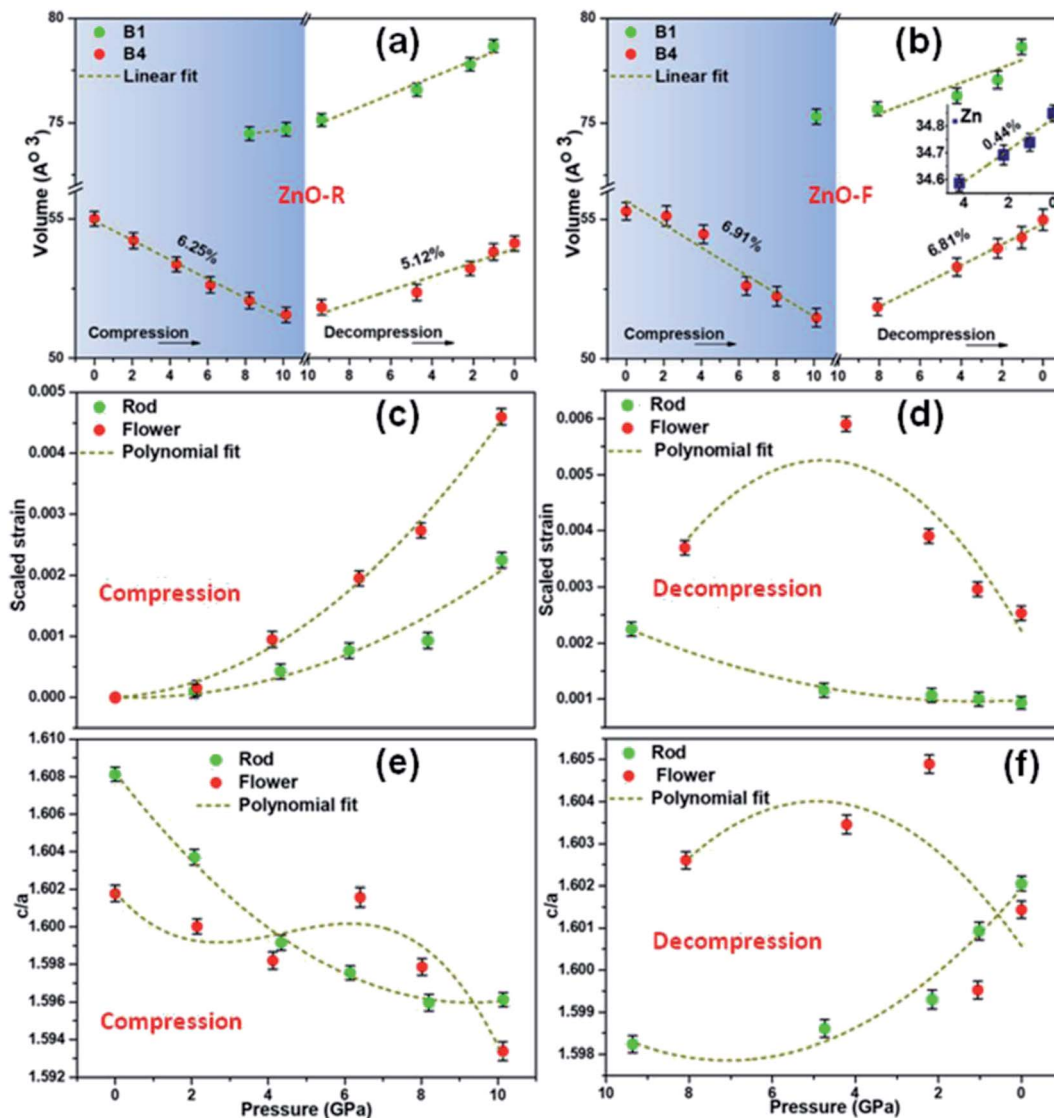 (a)
B1
B4
Linear fit
ZnO-R
6.25%
5.12%
Compression
Decompression
Volume (A° 3)
80
75
55
50
0 2 4 6 8 10 10 8 6 4 2 0
(b)
B1
B4
Linear fit
ZnO-F
6.91%
6.81%
Zn
0.44%
34.8
34.7
34.6
4 2 0
Compression
Decompression
Volume (A° 3)
80
75
55
50
0 2 4 6 8 10 8 6 4 2 0
(c)
Rod
Flower
Polynomial fit
Compression
Scaled strain
0.005
0.004
0.003
0.002
0.001
0.000
(d)
Rod
Flower
Polynomial fit
Decompression
Scaled strain
0.006
0.005
0.004
0.003
0.002
0.001
(e)
Rod
Flower
Polynomial fit
Compression
c/a
1.610
1.608
1.606
1.604
1.602
1.600
1.598
1.596
1.594
1.592
0 2 4 6 8 10
Pressure (GPa)
(f)
Rod
Flower
Polynomial fit
Decompression
c/a
1.605
1.604
1.603
1.602
1.601
1.600
1.599
1.598
10 8 6 4 2 0
Pressure (GPa)